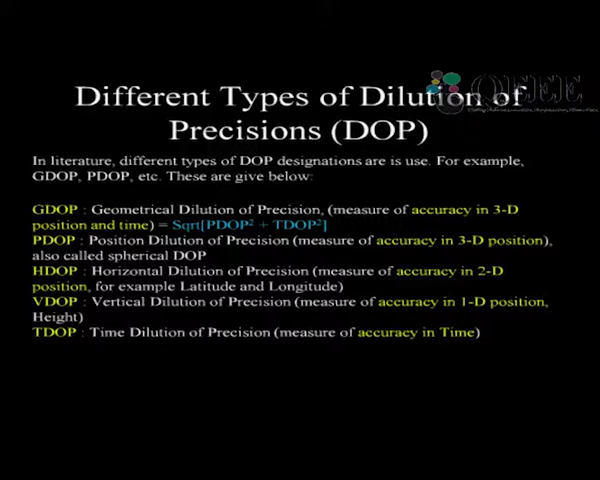 Different Types of Dilution of
Precisions (DOP)
In literature, different types of DOP designations are is use. For example,
GDOP, PDOP, etc. These are give below:
GDOP : Geometrical Dilution of Precision, (measure of accuracy in 3-D
position and time) = Sqrt[PDOP² + TDOP²]
PDOP : Position Dilution of Precision (measure of accuracy in 3-D position),
also called spherical DOP
HDOP : Horizontal Dilution of Precision (measure of accuracy in 2-D
position, for example Latitude and Longitude)
VDOP : Vertical Dilution of Precision (measure of accuracy in 1-D position,
Height)
TDOP : Time Dilution of Precision (measure of accuracy in Time)
QEEE